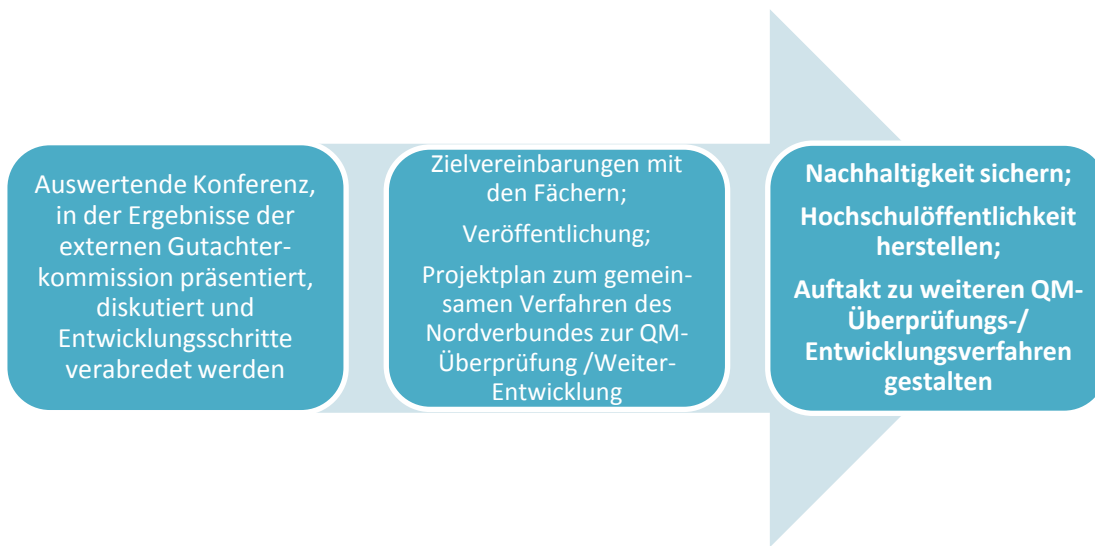 Auswertende Konferenz,
in der Ergebnisse der
externen Gutachter-
kommission präsentiert,
diskutiert und
Entwicklungsschritte
verabredet werden
Zielvereinbarungen mit
den Fächern;
Veröffentlichung;
Projektplan zum gemein-
samen Verfahren des
Nordverbundes zur QM-
Überprüfung /Weiter-
Entwicklung
Nachhaltigkeit sichern;
Hochschulöffentlichkeit
herstellen;
Auftakt zu weiteren QM-
Überprüfungs-/
Entwicklungsverfahren
gestalten